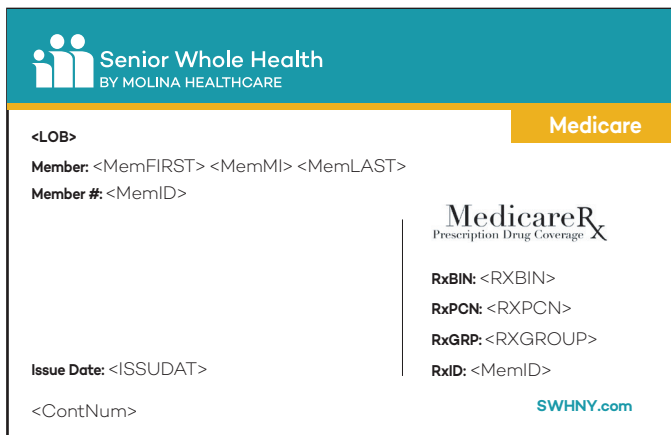 Senior Whole Health
BY MOLINA HEALTHCARE
Medicare
<LOB>
Member: <MemFIRST> <MemMI> <MemLAST>
Member #: <MemID>
MedicareRx
Prescription Drug Coverage
RxBIN: <RXBIN>
RxPCN: <RXPCN>
RxGRP: <RXGROUP>
RxID: <MemID>
Issue Date: <ISSUDAT>
<ContNum>
SWHNY.com